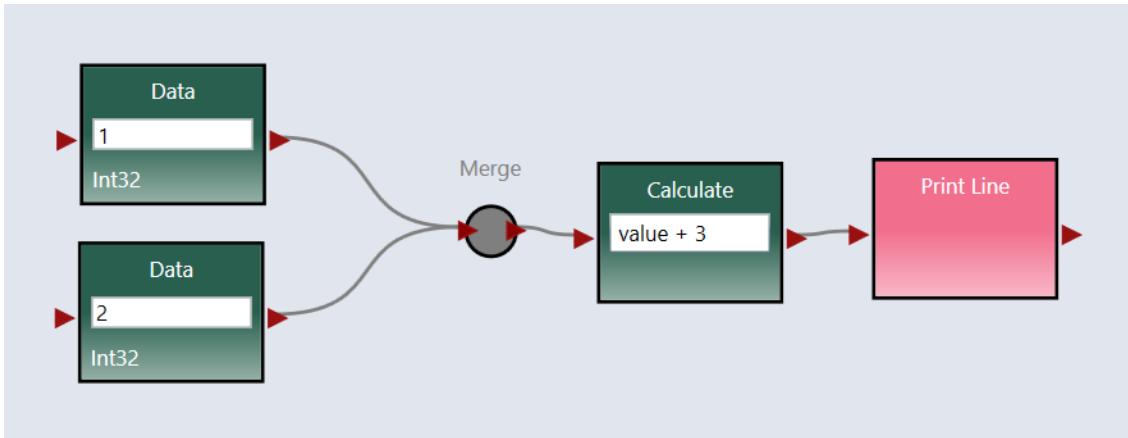 Data
1
Int32
Data
2
Int32
Merge
Calculate
value + 3
Print Line